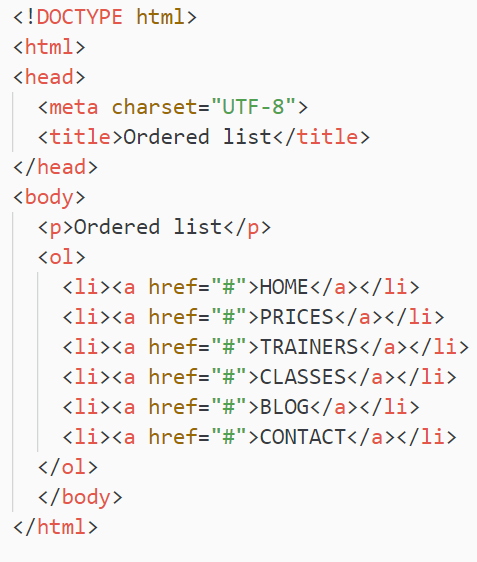 <!DOCTYPE html>
<html>
<head>
  <meta charset="UTF-8">
  <title>Ordered list</title>
</head>
<body>
  <p>Ordered list</p>
  <ol>
    <li><a href="#">HOME</a></li>
    <li><a href="#">PRICES</a></li>
    <li><a href="#">TRAINERS</a></li>
    <li><a href="#">CLASSES</a></li>
    <li><a href="#">BLOG</a></li>
    <li><a href="#">CONTACT</a></li>
  </ol>
  </body>
</html>